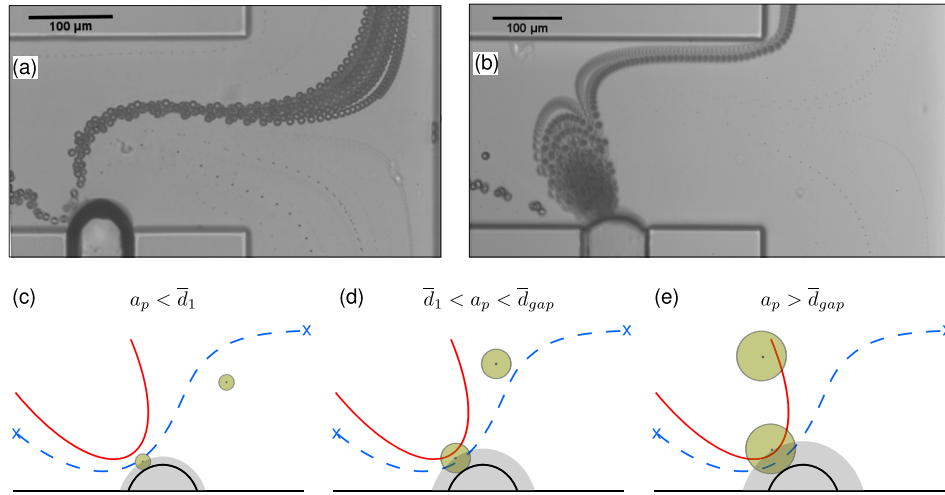 100 µm
(a)
100 µm
(b)
(c)
a_p < d̅_1
(d)
d̅_1 < a_p < d̅_gap
(e)
a_p > d̅_gap
x
x
x
x
x
x